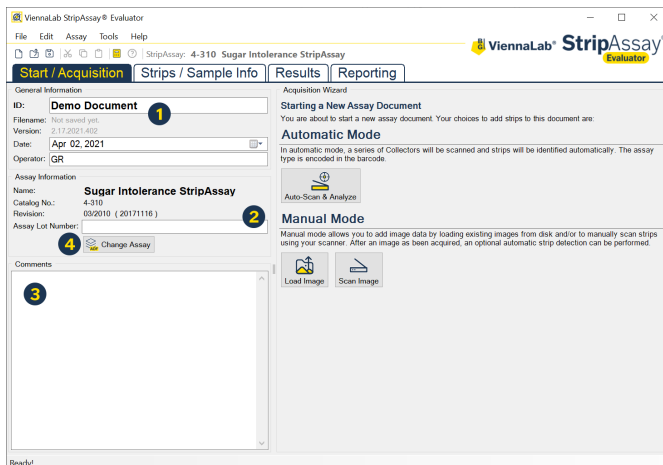 ViennaLab StripAssay® Evaluator
File Edit Assay Tools Help
StripAssay: 4-310 Sugar Intolerance StripAssay
ViennaLab® StripAssay®
Evaluator
Start / Acquisition Strips / Sample Info Results Reporting
General Information
ID: Demo Document
1
Filename: Not saved yet.
Version: 2.17.2021.402
Date: Apr 02, 2021
Operator: GR
Assay Information
Name: Sugar Intolerance StripAssay
Catalog No.: 4-310
Revision: 03/2010 ( 20171116 )
2
Assay Lot Number:
4
Change Assay
Comments
3
Acquisition Wizard
Starting a New Assay Document
You are about to start a new assay document. Your choices to add strips to this document are:
Automatic Mode
In automatic mode, a series of Collectors will be scanned and strips will be identified automatically. The assay
type is encoded in the barcode.
Auto-Scan & Analyze
Manual Mode
Manual mode allows you to add image data by loading existing images from disk and/or to manually scan strips
using your scanner. After an image as been acquired, an optional automatic strip detection can be performed.
Load Image Scan Image
Ready!